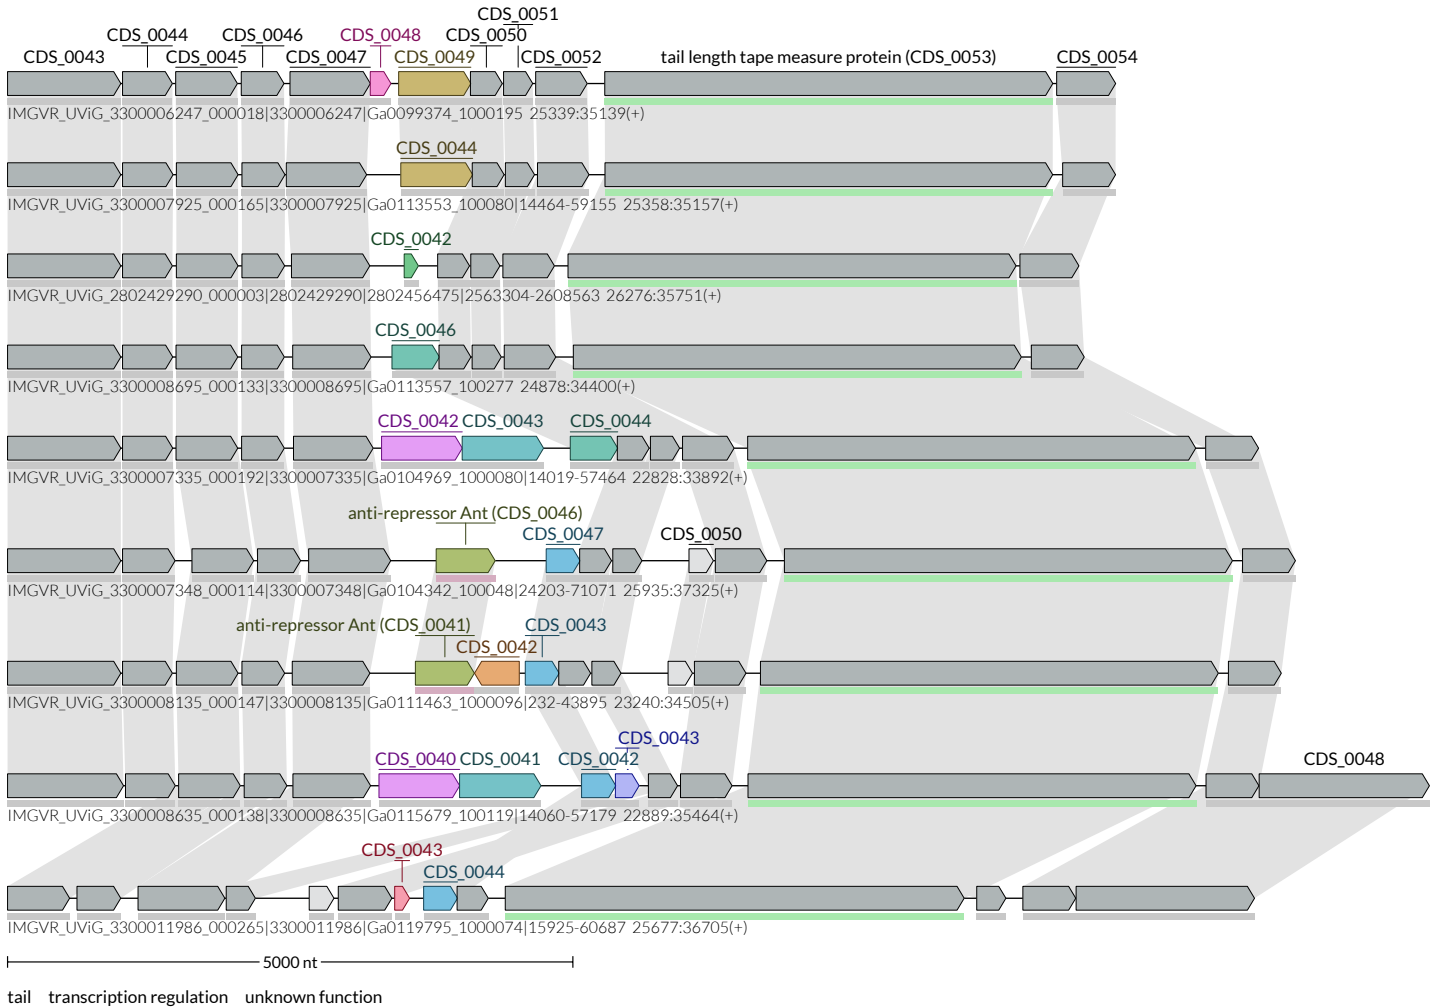 CDS_0051
CDS_0044 CDS_0046 CDS_0048 CDS_0050
CDS_0043 CDS_0045 CDS_0047 CDS_0049 CDS_0052 tail length tape measure protein (CDS_0053) CDS_0054
IMGVR_UViG_3300006247_000018|3300006247|Ga0099374_1000195 25339:35139(+)
CDS_0044
IMGVR_UViG_3300007925_000165|3300007925|Ga0113553_100080|14464-59155 25358:35157(+)
CDS_0042
IMGVR_UViG_2802429290_000003|2802429290|2802456475|2563304-2608563 26276:35751(+)
CDS_0046
IMGVR_UViG_3300008695_000133|3300008695|Ga0113557_100277 24878:34400(+)
CDS_0042 CDS_0043 CDS_0044
IMGVR_UViG_3300007335_000192|3300007335|Ga0104969_1000080|14019-57464 22828:33892(+)
anti-repressor Ant (CDS_0046)
CDS_0047 CDS_0050
IMGVR_UViG_3300007348_000114|3300007348|Ga0104342_100048|24203-71071 25935:37325(+)
anti-repressor Ant (CDS_0041) CDS_0043
CDS_0042
IMGVR_UViG_3300008135_000147|3300008135|Ga0111463_1000096|232-43895 23240:34505(+)
CDS_0043
CDS_0040 CDS_0041 CDS_0042 CDS_0048
IMGVR_UViG_3300008635_000138|3300008635|Ga0115679_100119|14060-57179 22889:35464(+)
CDS_0043
CDS_0044
IMGVR_UViG_3300011986_000265|3300011986|Ga0119795_1000074|15925-60687 25677:36705(+)
5000 nt
tail transcription regulation unknown function